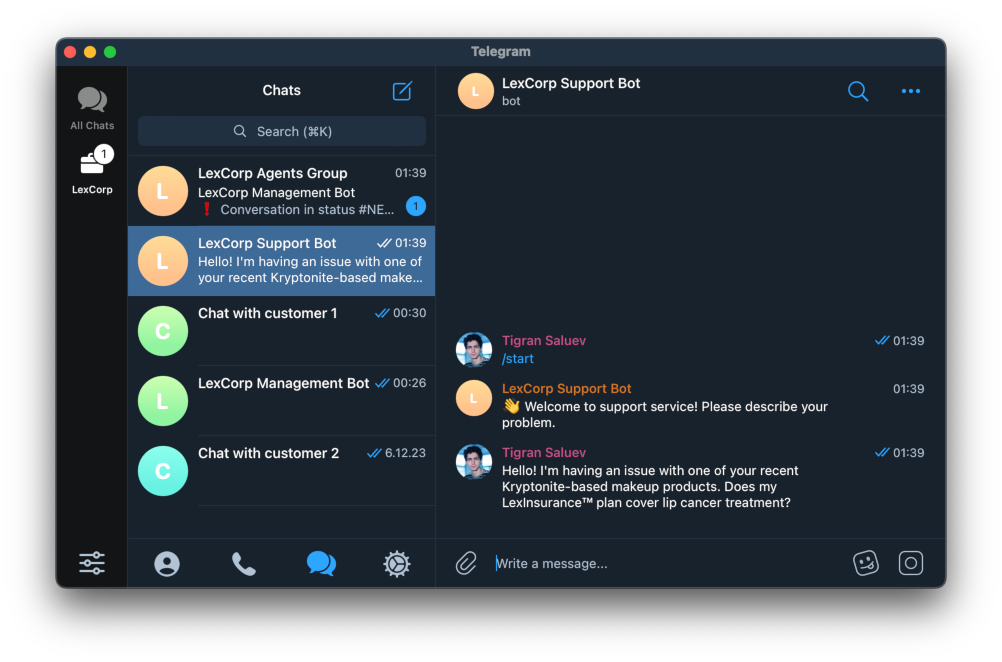 Telegram
All Chats
1
LexCorp
Chats
Search (⌘K)
L
LexCorp Agents Group 01:39
LexCorp Management Bot
❗ Conversation in status #NE... 1
L
LexCorp Support Bot 01:39
Hello! I'm having an issue with one of
your recent Kryptonite-based make...
C
Chat with customer 1 00:30
L
LexCorp Management Bot 00:26
C
Chat with customer 2 6.12.23
L
LexCorp Support Bot
bot
Tigran Saluev 01:39
/start
L
LexCorp Support Bot 01:39
👋 Welcome to support service! Please describe your
problem.
Tigran Saluev 01:39
Hello! I'm having an issue with one of your recent
Kryptonite-based makeup products. Does my
LexInsurance™ plan cover lip cancer treatment?
Write a message...